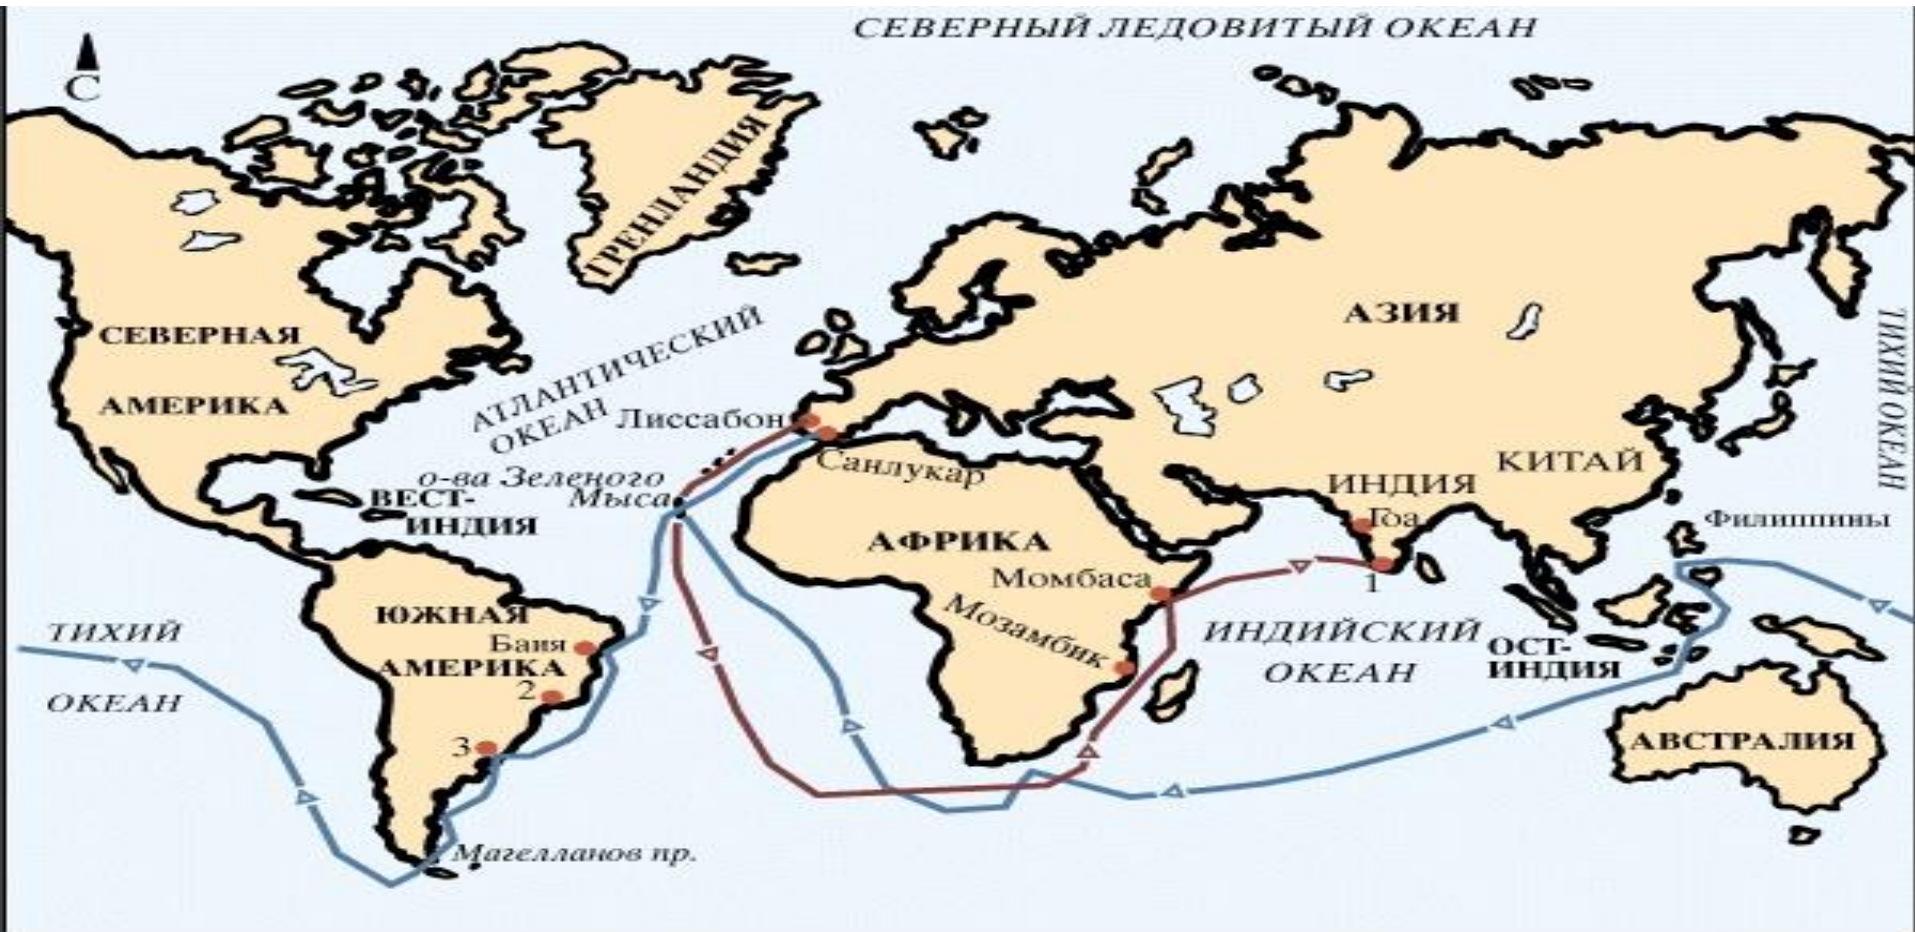 СЕВЕРНЫЙ ЛЕДОВИТЫЙ ОКЕАН
С
ГРЕНЛАНДИЯ
СЕВЕРНАЯ
АМЕРИКА
АТЛАНТИЧЕСКИЙ
ОКЕАН
АЗИЯ
ТИХИЙ ОКЕАН
Лиссабон
Санлукар
о-ва Зеленого
Мыса
ВЕСТ-
ИНДИЯ
КИТАЙ
ИНДИЯ
Гоа
Филиппины
АФРИКА
Момбаса
1
Мозамбик
ЮЖНАЯ
АМЕРИКА
Баия
2
3
ИНДИЙСКИЙ
ОКЕАН
ОСТ-
ИНДИЯ
ТИХИЙ
ОКЕАН
АВСТРАЛИЯ
Магелланов пр.